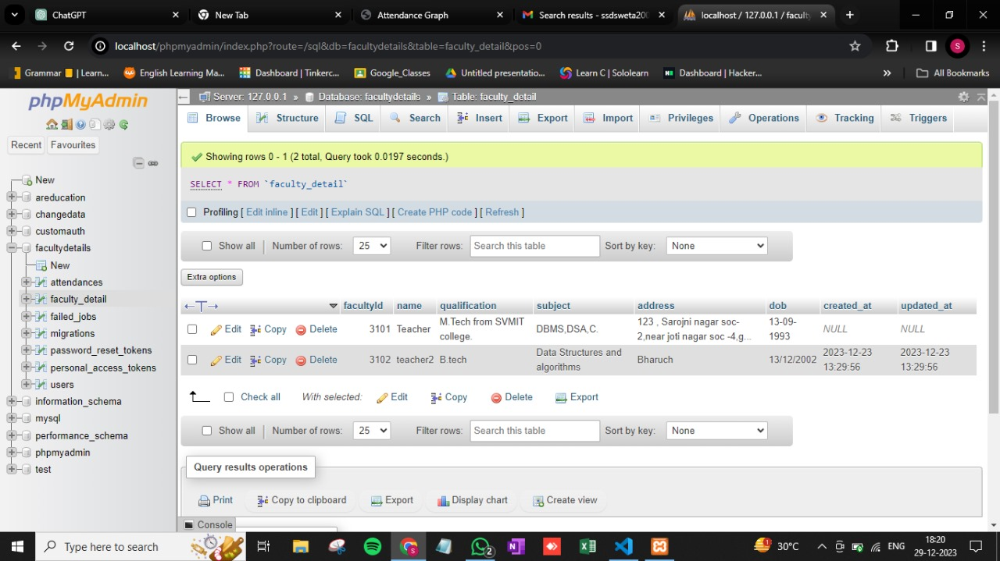 ChatGPT
New Tab
Attendance Graph
Search results - ssdsweta200
localhost / 127.0.0.1 / faculty
localhost/phpmyadmin/index.php?route=/sql&db=facultydetails&table=faculty_detail&pos=0
S
Grammar | Learn...
English Learning Ma...
Dashboard | Tinkerc...
Google_Classes
Untitled presentatio...
Learn C | Sololearn
Dashboard | Hacker...
»
All Bookmarks
phpMyAdmin
Recent
Favourites
New
areducation
changedata
customauth
facultydetails
New
attendances
faculty_detail
failed_jobs
migrations
password_reset_tokens
personal_access_tokens
users
information_schema
mysql
performance_schema
phpmyadmin
test
Server: 127.0.0.1 » Database: facultydetails » Table: faculty_detail
Browse Structure SQL Search Insert Export Import Privileges Operations Tracking Triggers
Showing rows 0 - 1 (2 total, Query took 0.0197 seconds.)
SELECT * FROM `faculty_detail`
Profiling [ Edit inline ] [ Edit ] [ Explain SQL ] [ Create PHP code ] [ Refresh ]
Show all | Number of rows: 25 Filter rows: Search this table Sort by key: None
Extra options
←T→ facultyId name qualification subject address dob created_at updated_at
Edit Copy Delete 3101 Teacher M.Tech from SVMIT college. DBMS,DSA,C. 123 , Sarojni nagar soc-2,near joti nagar soc -4,g... 13-09-1993 NULL NULL
Edit Copy Delete 3102 teacher2 B.tech Data Structures and algorithms Bharuch 13/12/2002 2023-12-23 13:29:56 2023-12-23 13:29:56
Check all With selected: Edit Copy Delete Export
Show all | Number of rows: 25 Filter rows: Search this table Sort by key: None
Query results operations
Print Copy to clipboard Export Display chart Create view
Console
Type here to search
2
1
30°C
ENG
18:20
29-12-2023